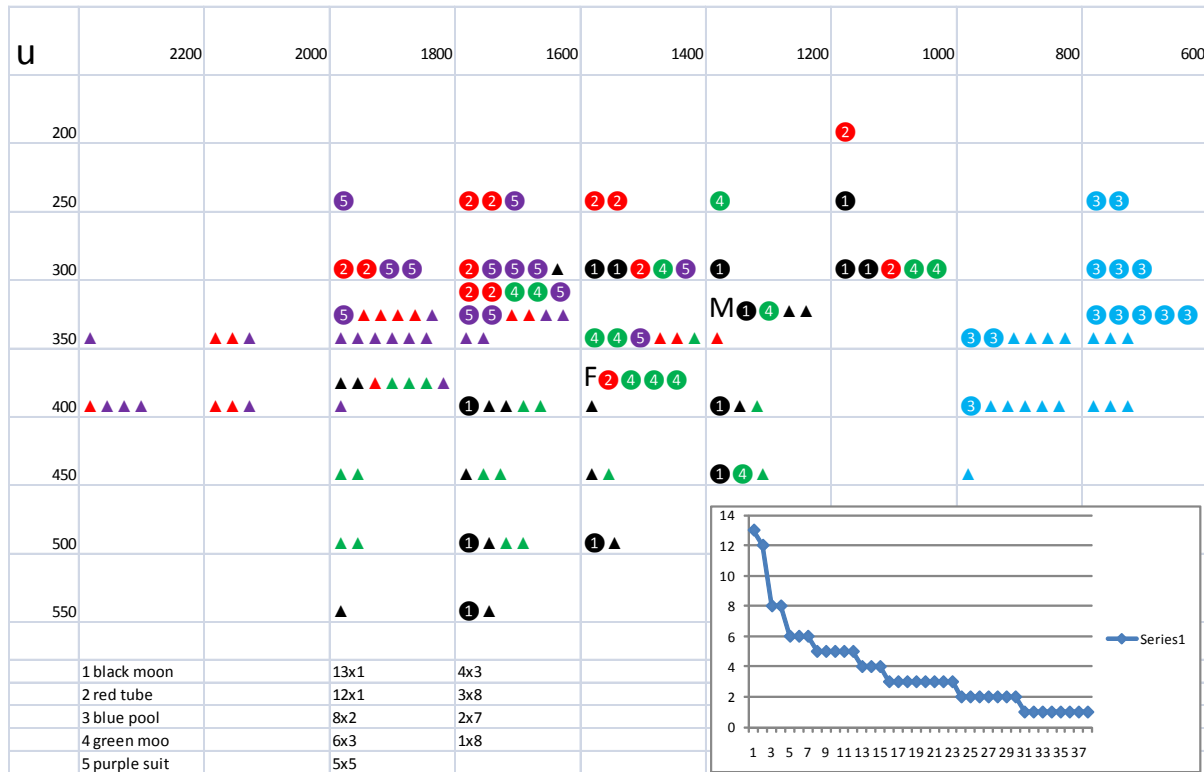 u 2200 2000 1800 1600 1400 1200 1000 800 600
200 2
250 5 2 2 5 2 2 4 1 3 3
300 2 2 5 5 2 5 5 5 1 1 2 4 5 1 1 1 2 4 4 3 3 3
2 2 4 4 5
5 5 5 M 1 4 3 3 3 3 3
350 4 4 5 3 3
F 2 4 4 4
400 1 1 3
450 1 4
500 1 1
550 1
1 black moon 13x1 4x3
2 red tube 12x1 3x8
3 blue pool 8x2 2x7
4 green moo 6x3 1x8
5 purple suit 5x5
14
12
10
8
6
4
2
0
1 3 5 7 9 11 13 15 17 19 21 23 25 27 29 31 33 35 37
Series1